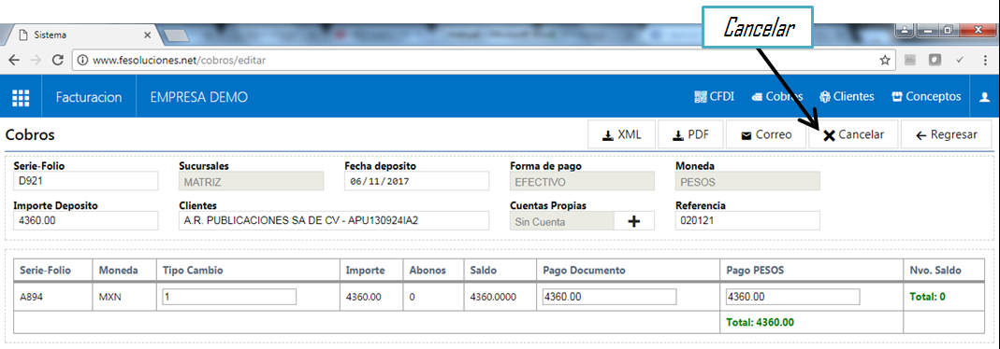 Cancelar
Sistema
www.fesoluciones.net/cobros/editar
Facturacion EMPRESA DEMO CFDI Cobros Clientes Conceptos
Cobros XML PDF Correo Cancelar Regresar
Serie-Folio Sucursales Fecha deposito Forma de pago Moneda
D921 MATRIZ 06/11/2017 EFECTIVO PESOS
Importe Deposito Clientes Cuentas Propias Referencia
4360.00 A.R. PUBLICACIONES SA DE CV - APU130924IA2 Sin Cuenta 020121
Serie-Folio Moneda Tipo Cambio Importe Abonos Saldo Pago Documento Pago PESOS Nvo. Saldo
A894 MXN 1 4360.00 0 4360.0000 4360.00 4360.00 Total: 0
Total: 4360.00